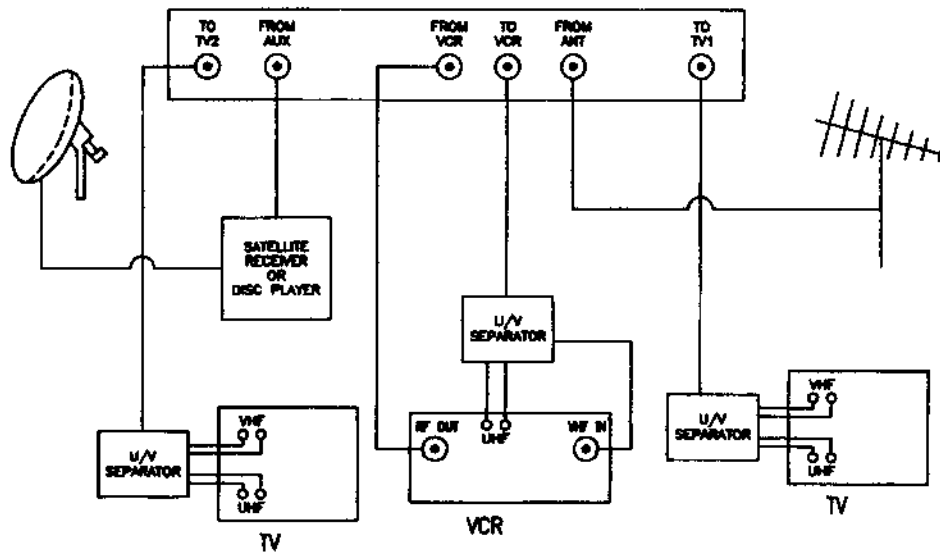 TO
TV2
FROM
AUX
FROM
VCR
TO
VCR
FROM
ANT
TO
TV1
SATELLITE
RECEIVER
OR
DISC PLAYER
U/V
SEPARATOR
VHF
UHF
U/V
SEPARATOR
VHF
UHF
TV
RF OUT
UHF
VHF IN
VCR
U/V
SEPARATOR
TV